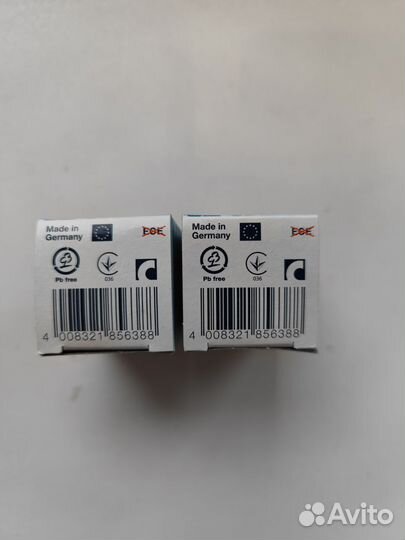 Made in
Germany
ECE
Pb free
036
4 008321 856388
Made in
Germany
ECE
Pb free
036
4 008321 856388
Avito